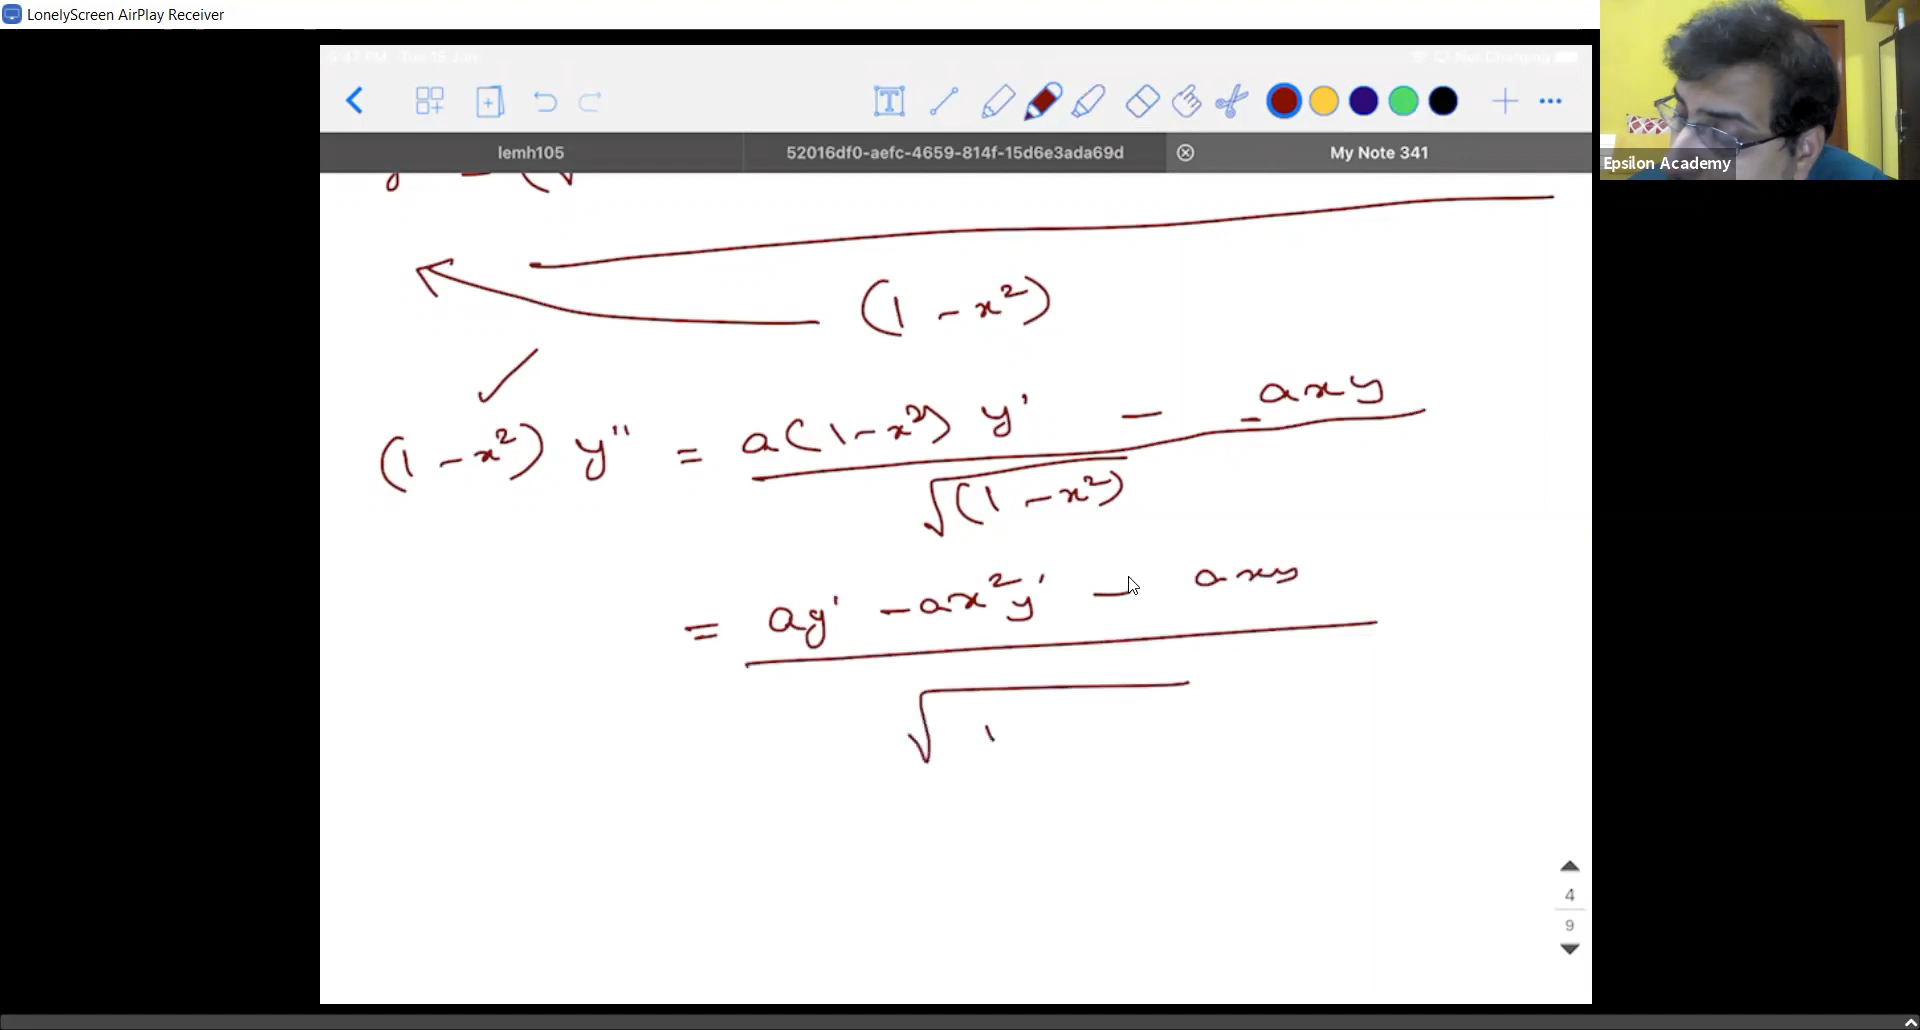 LonelyScreen AirPlay Receiver
Epsilon Academy
T
lemh105
52016df0-aefc-4659-814f-15d6e3ada69d
My Note 341
(1 - x²)
(1 - x²) y'' = a(1 - x²) y' - axy
√(1 - x²)
= ay' - ax²y' - axy
√1
4
9